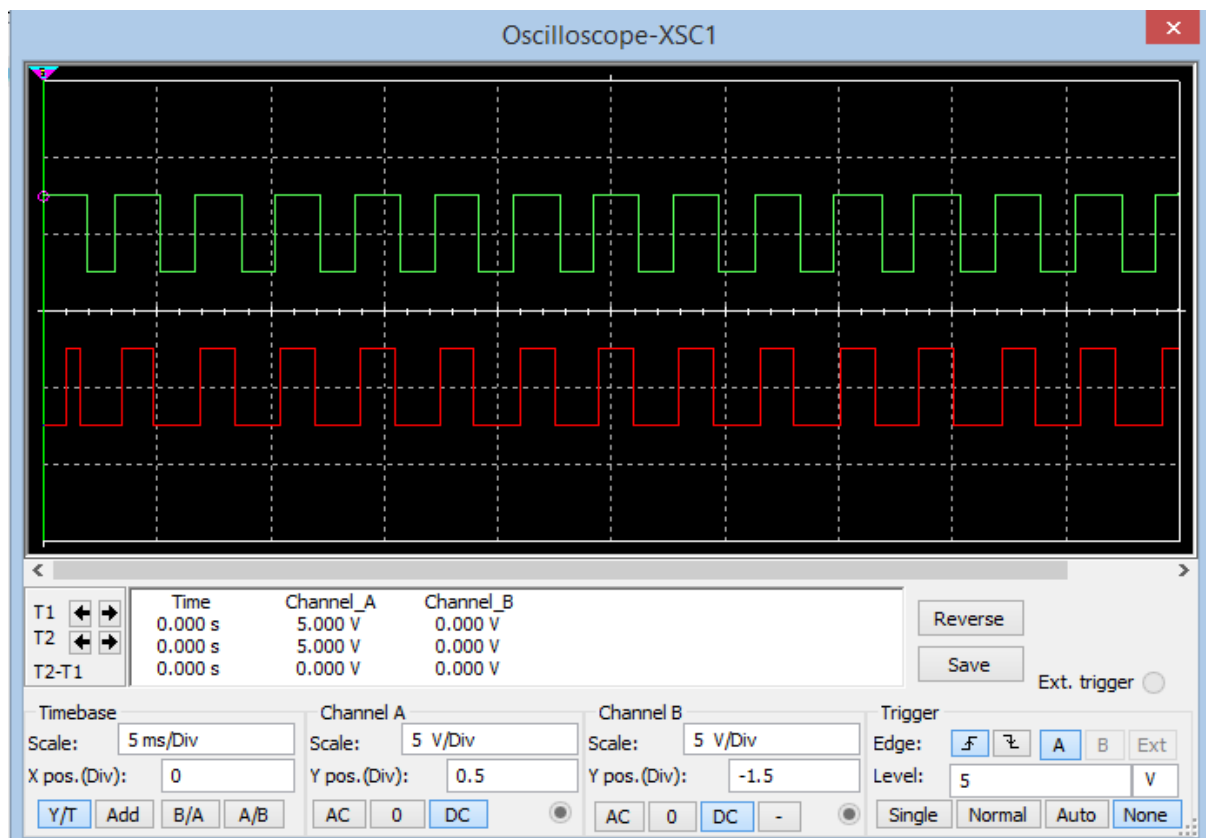 Oscilloscope-XSC1
T1
T2
T2-T1
Time Channel_A Channel_B
0.000 s 5.000 V 0.000 V
0.000 s 5.000 V 0.000 V
0.000 s 0.000 V 0.000 V
Reverse
Save
Ext. trigger
Timebase
Scale: 5 ms/Div
X pos.(Div): 0
Y/T Add B/A A/B
Channel A
Scale: 5 V/Div
Y pos.(Div): 0.5
AC 0 DC
Channel B
Scale: 5 V/Div
Y pos.(Div): -1.5
AC 0 DC -
Trigger
Edge: A B Ext
Level: 5 V
Single Normal Auto None